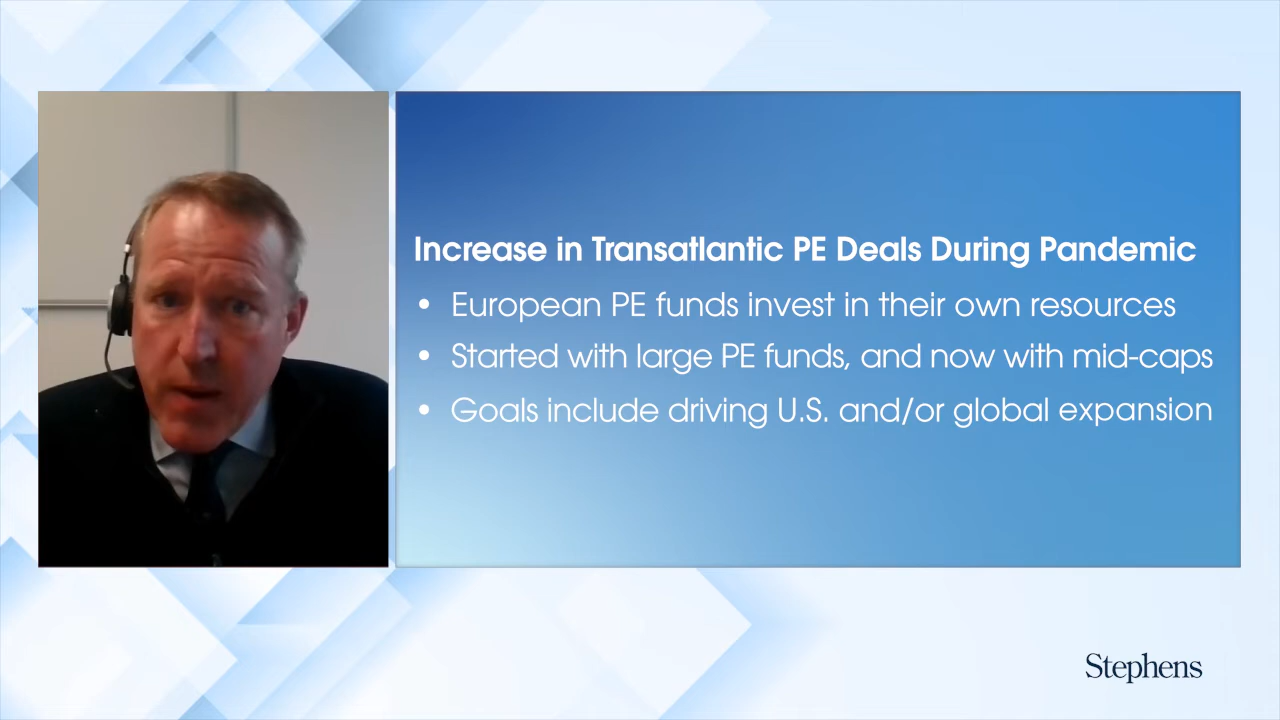 Increase in Transatlantic PE Deals During Pandemic
• European PE funds invest in their own resources
• Started with large PE funds, and now with mid-caps
• Goals include driving U.S. and/or global expansion
Stephens